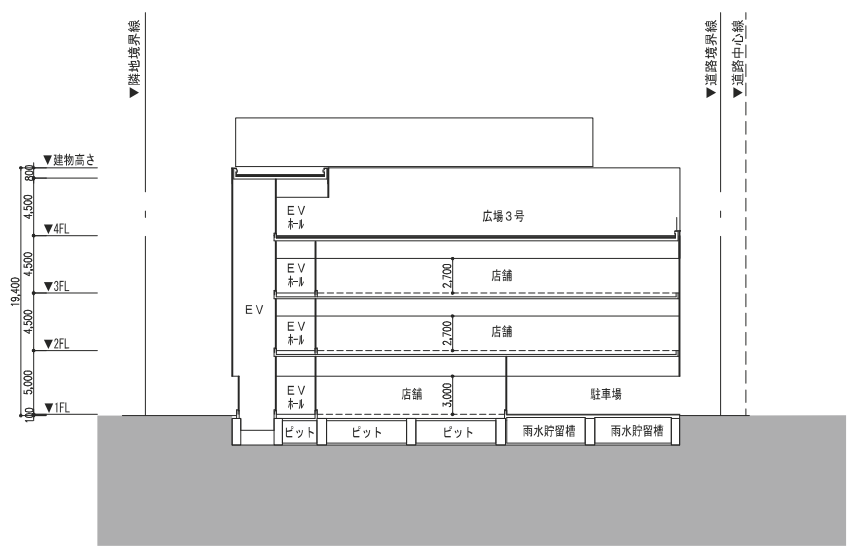 ▼隣地境界線
▼道路境界線
▼道路中心線
▼建物高さ
800
4,500
EV
ホール
広場3号
▼4FL
4,500
EV
ホール
2,700
店舗
▼3FL
19,400
EV
4,500
EV
ホール
2,700
店舗
▼2FL
5,000
EV
ホール
店舗
3,000
駐車場
▼1FL
100
ピット
ピット
ピット
雨水貯留槽
雨水貯留槽